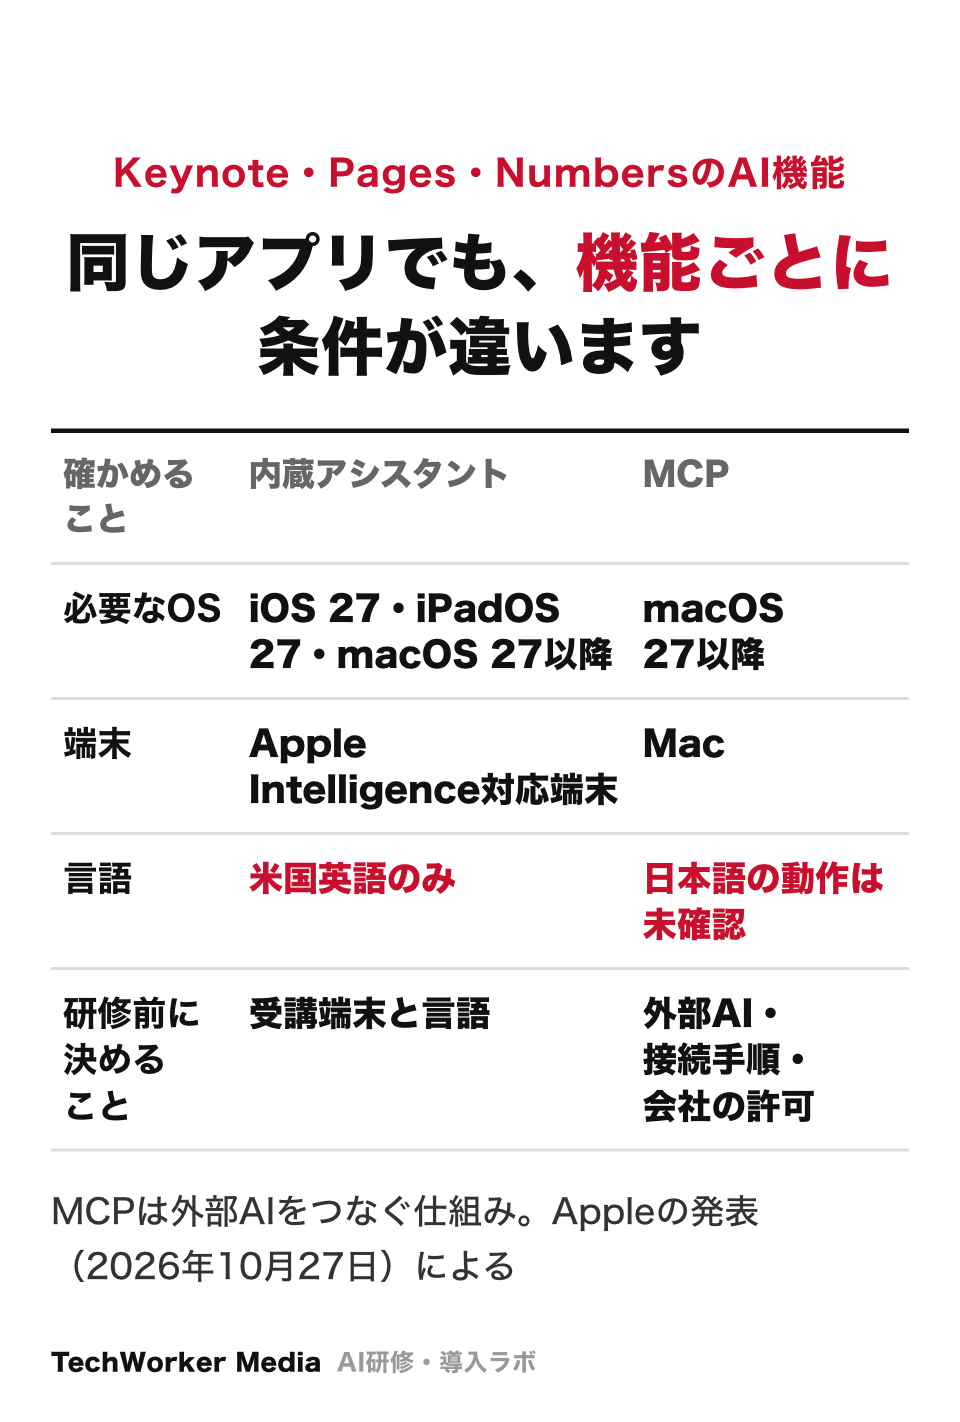 Keynote・Pages・NumbersのAI機能
同じアプリでも、機能ごとに
条件が違います
確かめる
こと
内蔵アシスタント
MCP
必要なOS
iOS 27・iPadOS
27・macOS 27以降
macOS
27以降
端末
Apple
Intelligence対応端末
Mac
言語
米国英語のみ
日本語の動作は
未確認
研修前に
決める
こと
受講端末と言語
外部AI・
接続手順・
会社の許可
MCPは外部AIをつなぐ仕組み。Appleの発表
（2026年10月27日）による
TechWorker Media AI研修・導入ラボ